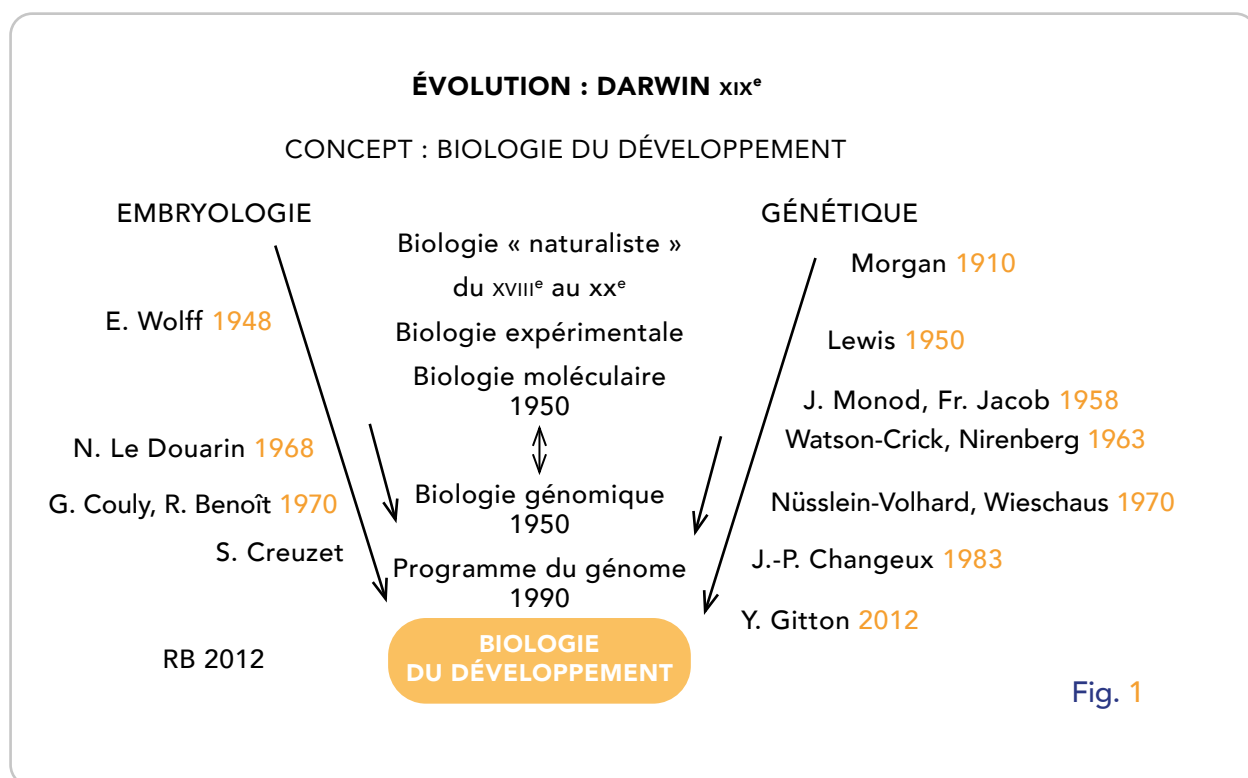 ÉVOLUTION : DARWIN XIXᵉ
CONCEPT : BIOLOGIE DU DÉVELOPPEMENT
EMBRYOLOGIE
E. Wolff 1948
N. Le Douarin 1968
G. Couly, R. Benoît 1970
S. Creuzet
RB 2012
Biologie « naturaliste »
du XVIIIᵉ au XXᵉ
Biologie expérimentale
Biologie moléculaire
1950
Biologie génomique
1950
Programme du génome
1990
BIOLOGIE
DU DÉVELOPPEMENT
GÉNÉTIQUE
Morgan 1910
Lewis 1950
J. Monod, Fr. Jacob 1958
Watson-Crick, Nirenberg 1963
Nüsslein-Volhard, Wieschaus 1970
J.-P. Changeux 1983
Y. Gitton 2012
Fig. 1